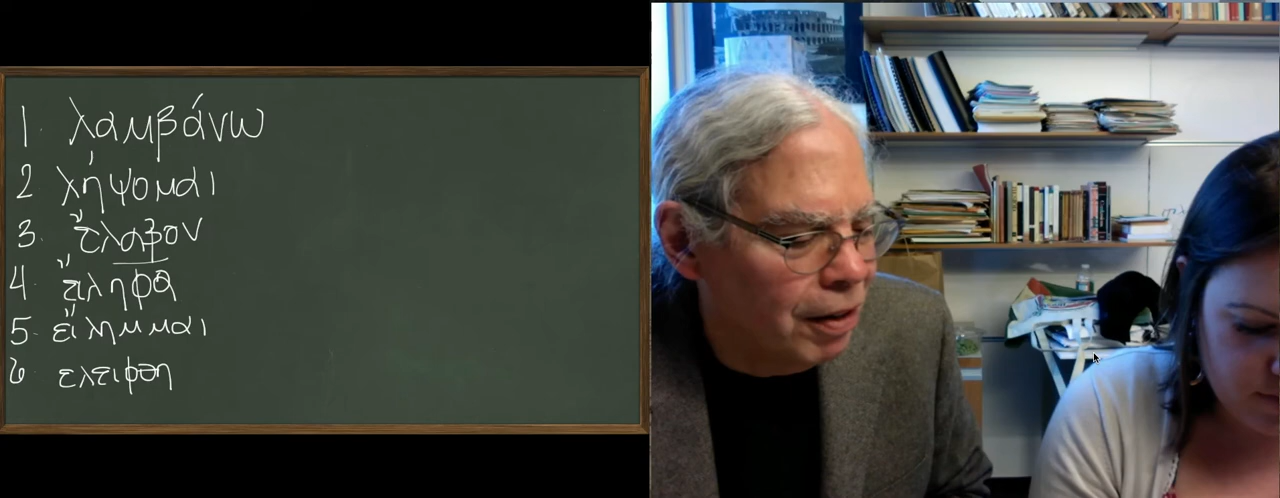 1. λαμβάνω
2 λήψομαι
3. ἔλαβον
4. εἴληφα
5. εἴλημμαι
6 ελειφθη